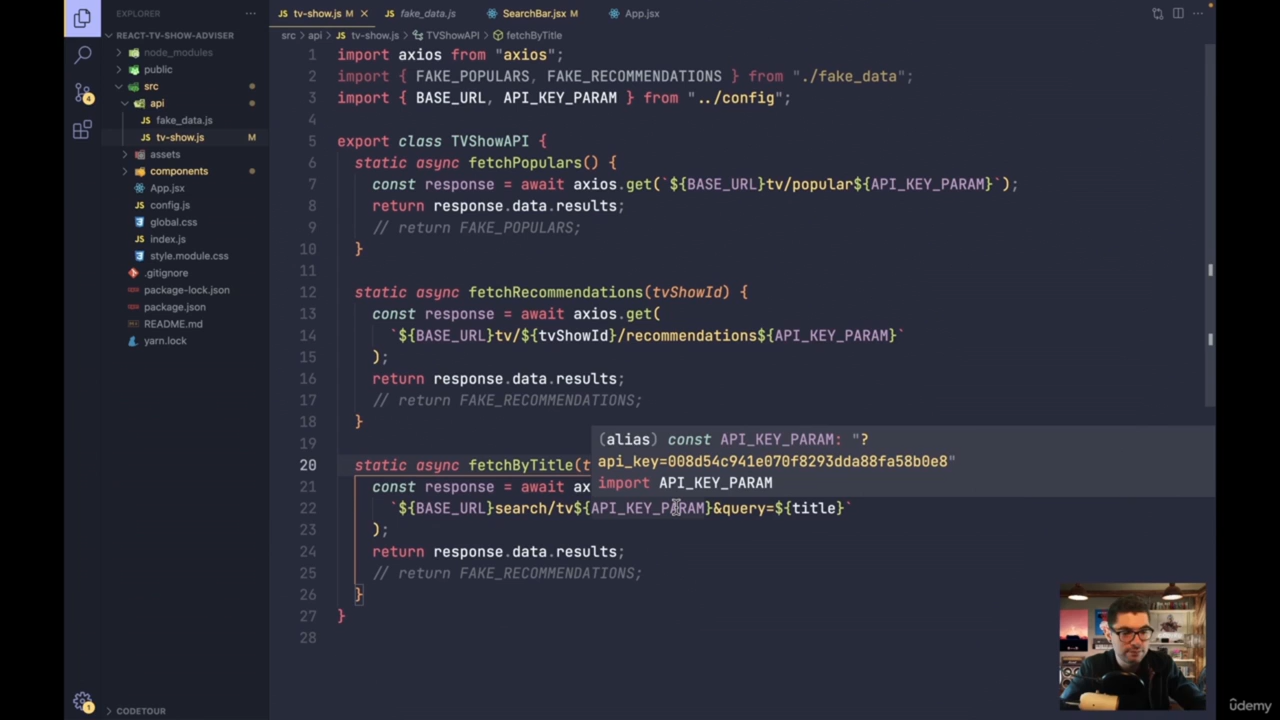 EXPLORER
REACT-TV-SHOW-ADVISER
node_modules
public
src
api
fake_data.js
tv-show.js M
assets
components
App.jsx
config.js
global.css
index.js
style.module.css
.gitignore
package-lock.json
package.json
README.md
yarn.lock
CODETOUR
4
1
JS tv-show.js M
JS fake_data.js
SearchBar.jsx M
App.jsx
src > api > JS tv-show.js > TVShowAPI > fetchByTitle
1 import axios from "axios";
2 import { FAKE_POPULARS, FAKE_RECOMMENDATIONS } from "./fake_data";
3 import { BASE_URL, API_KEY_PARAM } from "../config";
4
5 export class TVShowAPI {
6 static async fetchPopulars() {
7 const response = await axios.get(`${BASE_URL}tv/popular${API_KEY_PARAM}`);
8 return response.data.results;
9 // return FAKE_POPULARS;
10 }
11
12 static async fetchRecommendations(tvShowId) {
13 const response = await axios.get(
14 `${BASE_URL}tv/${tvShowId}/recommendations${API_KEY_PARAM}`
15 );
16 return response.data.results;
17 // return FAKE_RECOMMENDATIONS;
18 }
19
(alias) const API_KEY_PARAM: "?
api_key=008d54c941e070f8293dda88fa58b0e8"
import API_KEY_PARAM
20 static async fetchByTitle(t
21 const response = await ax
22 `${BASE_URL}search/tv${API_KEY_PARAM}&query=${title}`
23 );
24 return response.data.results;
25 // return FAKE_RECOMMENDATIONS;
26 }
27 }
28
udemy